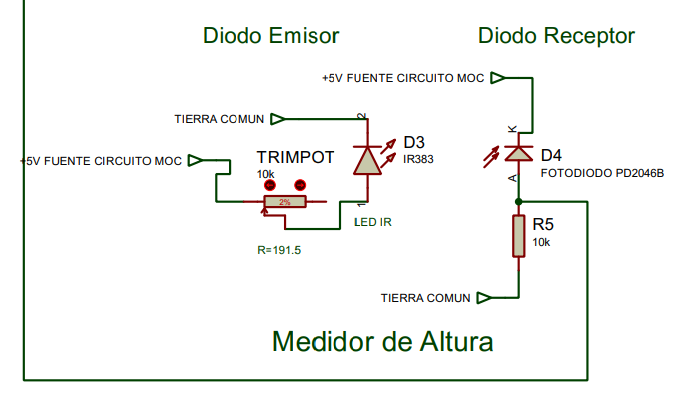 Diodo Emisor
Diodo Receptor
+5V FUENTE CIRCUITO MOC
TIERRA COMUN
2
D3
IR383
+5V FUENTE CIRCUITO MOC
TRIMPOT
10k
2%
1
LED IR
R=191.5
K
D4
FOTODIODO PD2046B
A
R5
10k
TIERRA COMUN
Medidor de Altura